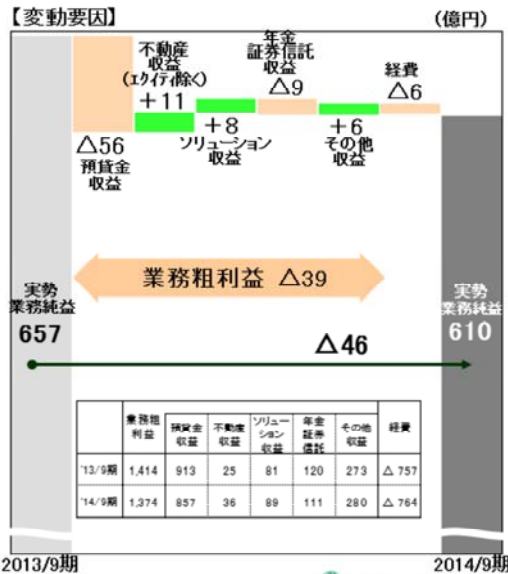 【変動要因】
(億円)
不動産
収益
(エクイティ除く)
+11
年金
証券信託
収益
△9
経費
△6
△56
預貸金
収益
+8
ソリューション
収益
+6
その他
収益
業務粗利益 △39
実勢
業務純益
657
実勢
業務純益
610
△46
業務粗利益 預貸金収益 不動産収益 ソリューション収益 年金証券信託 その他収益 経費
'13/9期 1,414 913 25 81 120 273 △757
'14/9期 1,374 857 36 89 111 280 △764
2013/9期
2014/9期